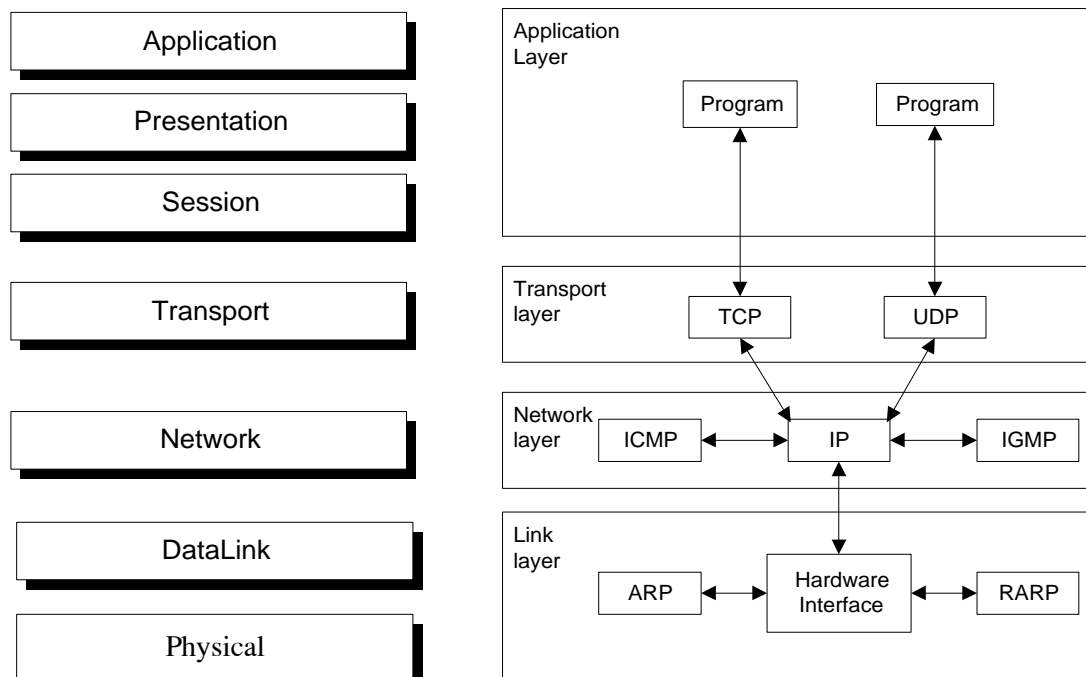 Application
Presentation
Session
Transport
Network
DataLink
Physical
Application
Layer
Program
Program
Transport
layer
TCP
UDP
Network
layer
ICMP
IP
IGMP
Link
layer
ARP
Hardware
Interface
RARP